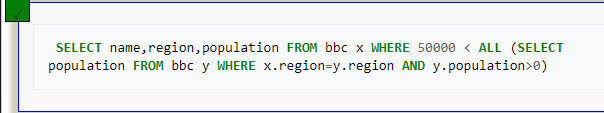 SELECT name,region,population FROM bbc x WHERE 50000 < ALL (SELECT
population FROM bbc y WHERE x.region=y.region AND y.population>0)